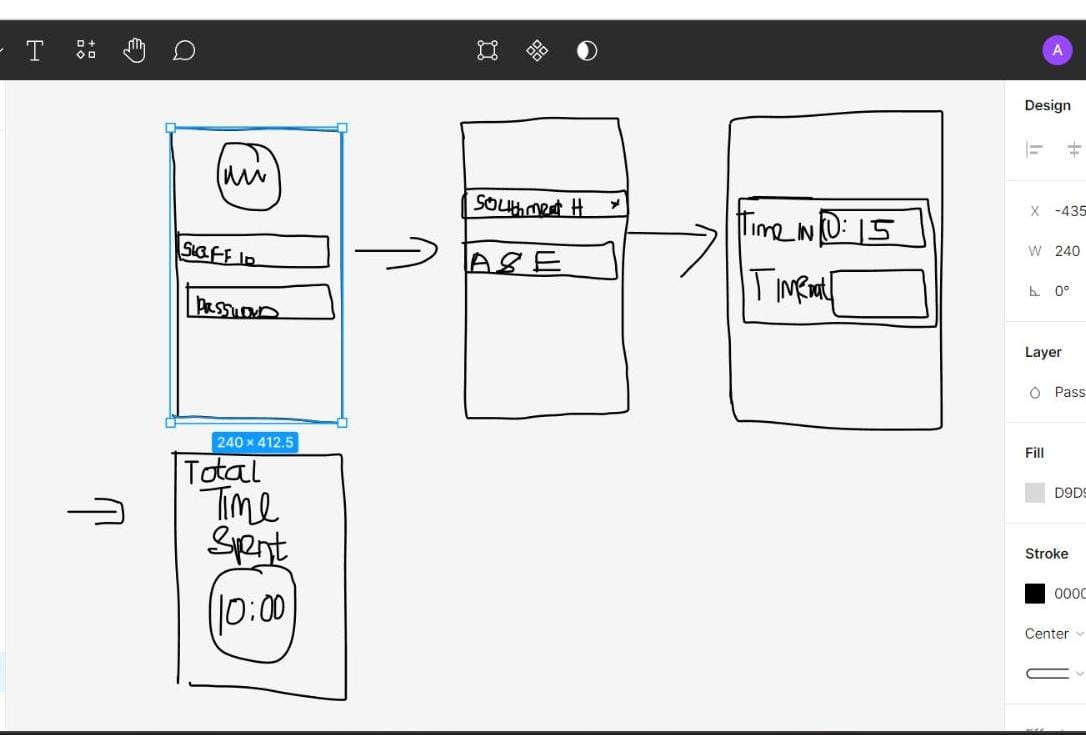 T
A
Design
X -435
W 240
0°
Layer
Pass
Fill
D9D9
Stroke
0000
Center
Staff ID
Password
240 × 412.5
Southmead H
A & E
Time IN 10:15
Time out
Total
Time
Spent
10:00